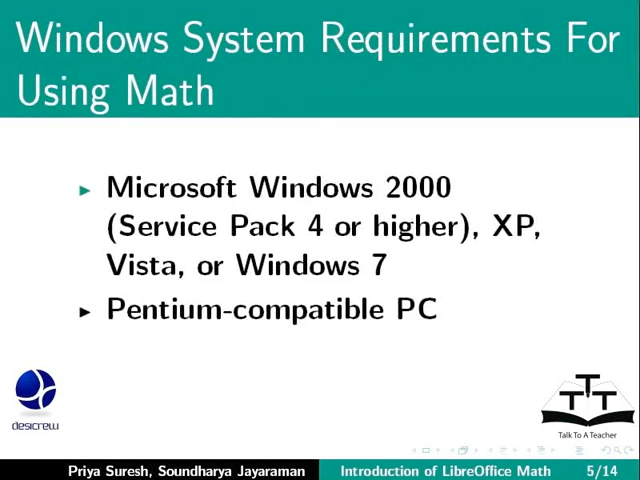 Windows System Requirements For
Using Math
Microsoft Windows 2000
(Service Pack 4 or higher), XP,
Vista, or Windows 7
Pentium-compatible PC
desicrew
TTT
Talk To A Teacher
Priya Suresh, Soundharya Jayaraman
Introduction of LibreOffice Math
5/14